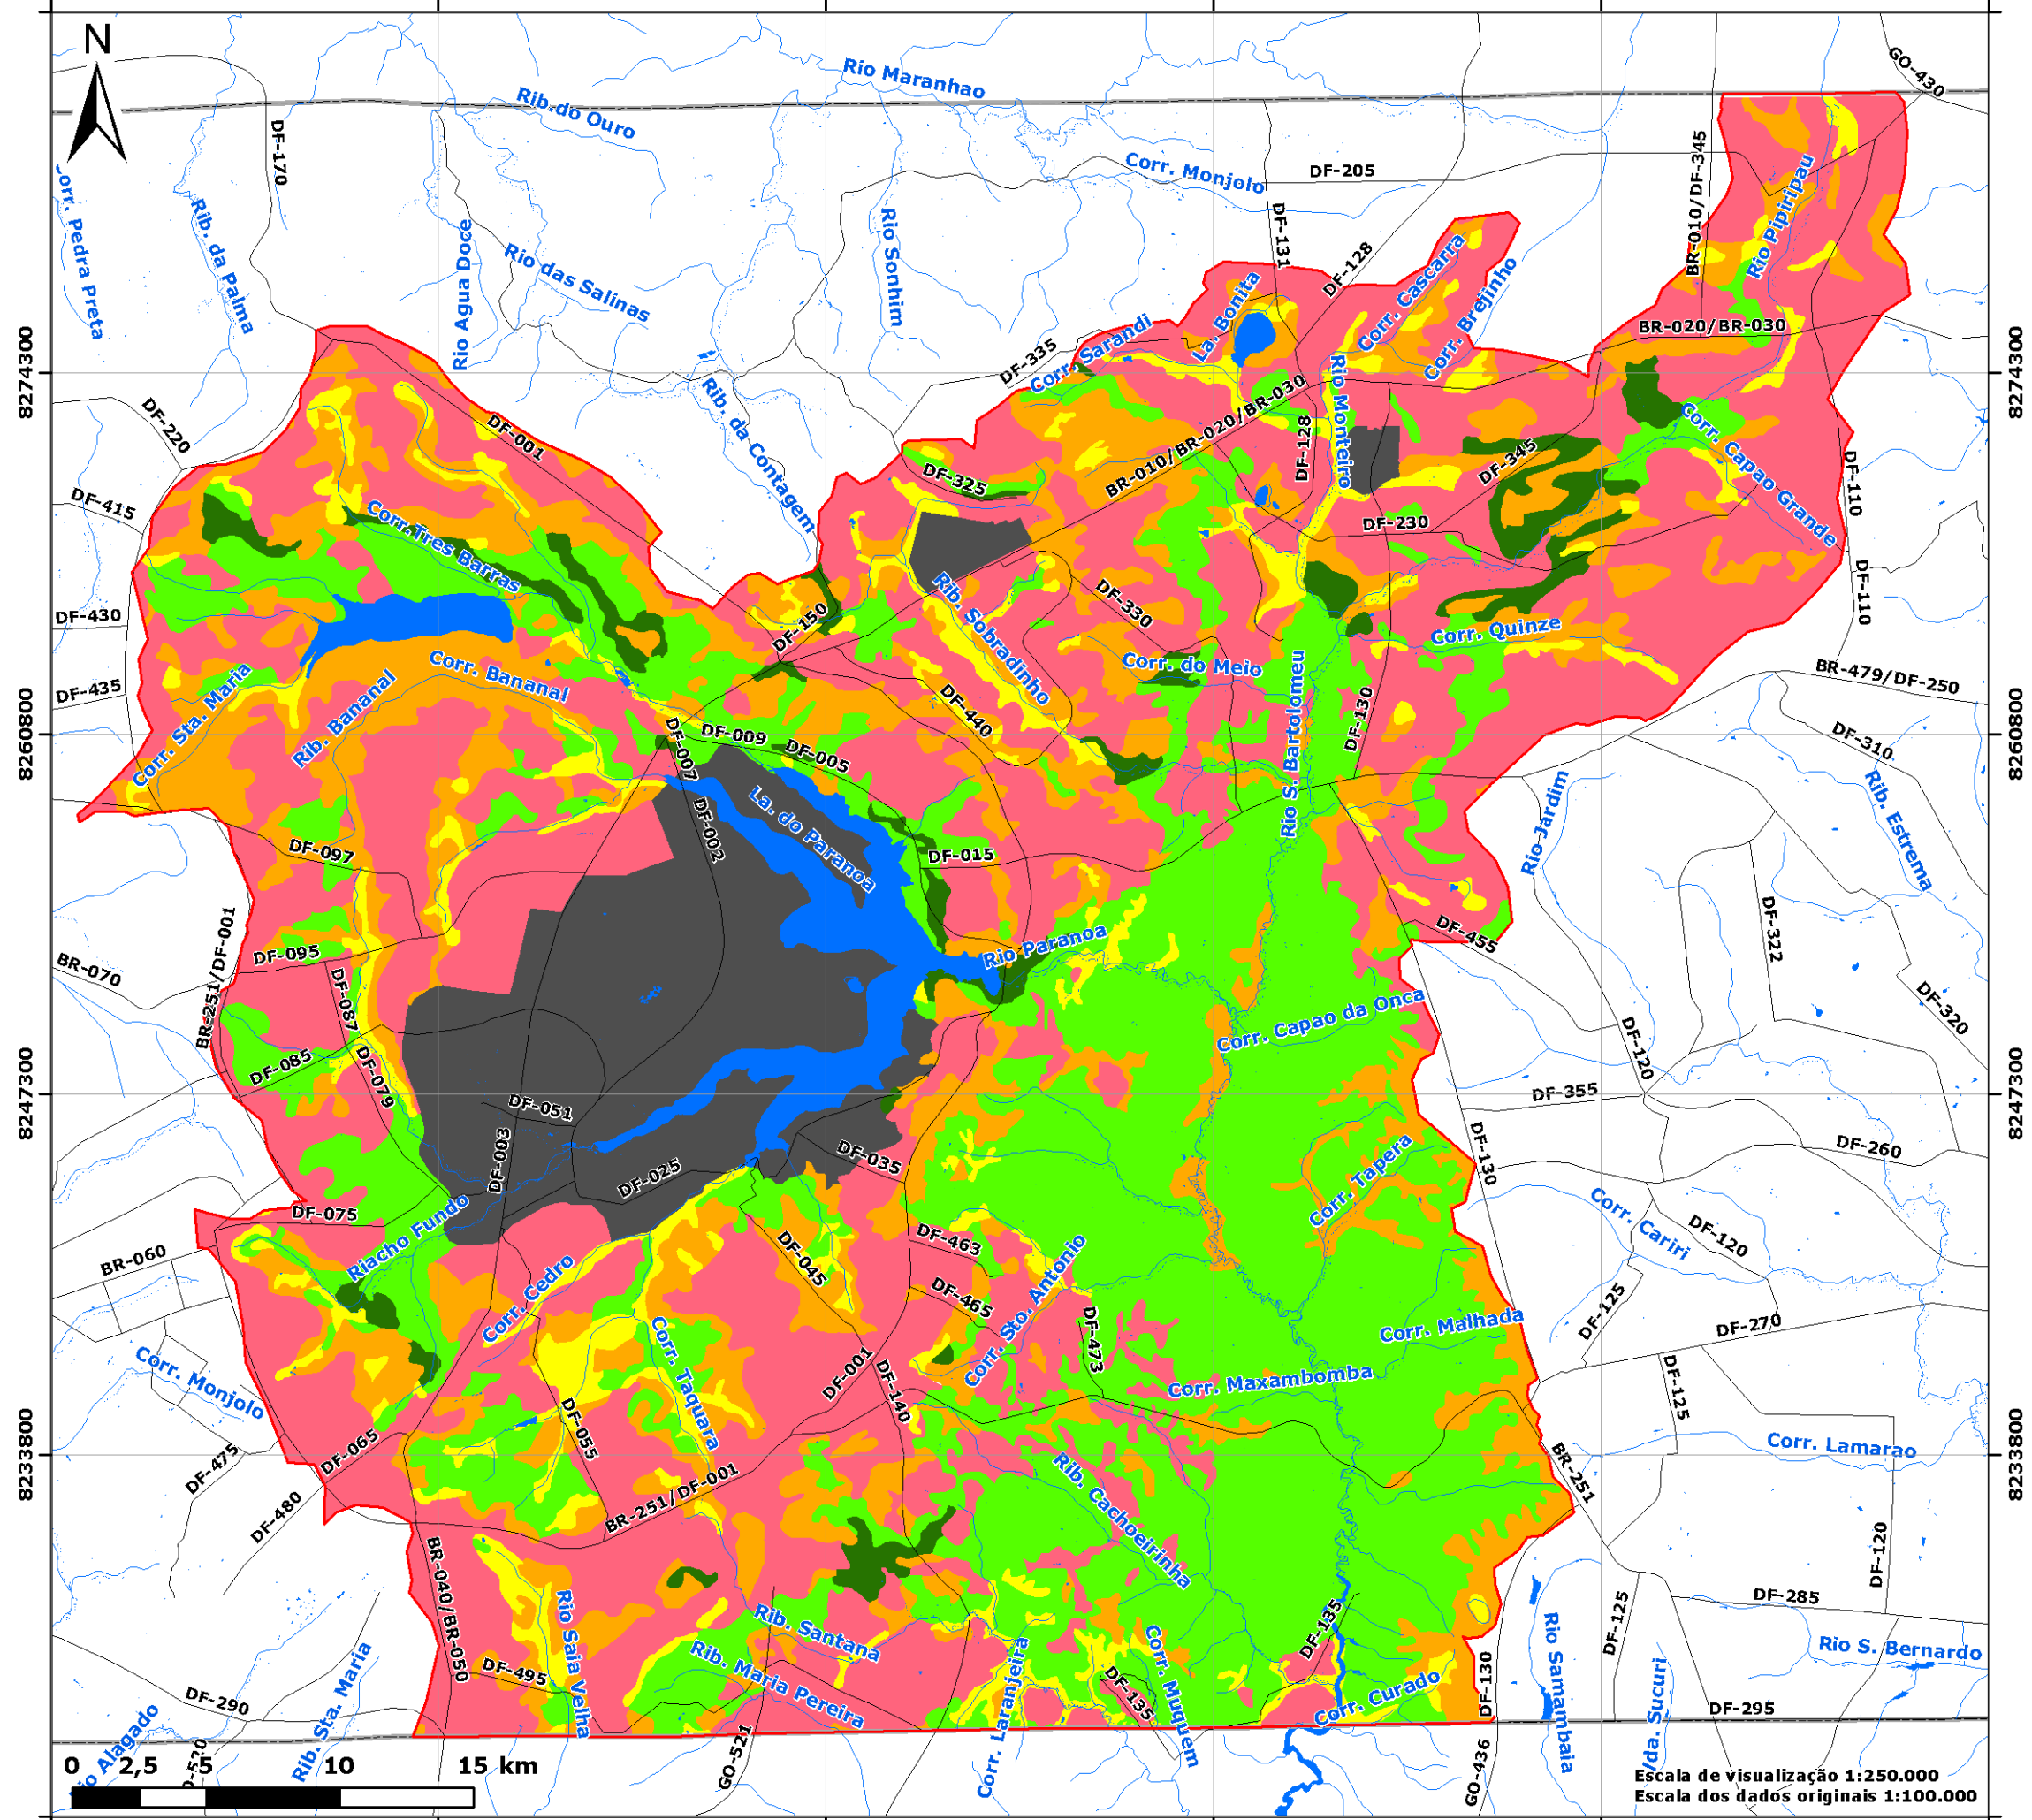 N
GO-430
Rio Maranhao
Rib.do Ouro
DF-170
Corr. Monjolo
DF-205
BR-010/DF-345
orr. Pedra Preta
Rib. da Palma
Rio Agua Doce
Rio das Salinas
Rio Sonhim
DF-131
DF-128
Corr. Cascarra
Corr. Brejinho
Rio Pipiripau
La. Bonita
BR-020/BR-030
8274300
8274300
DF-335
Corr. Sarandi
DF-220
DF-001
Rib. da Contagem
BR-010/BR-020/BR-030
DF-128
Rio Monteiro
Corr. Capao Grande
DF-415
DF-325
DF-345
DF-110
DF-230
Corr.Tres Barras
DF-430
DF-150
Rib. Sobradinho
DF-330
DF-110
Corr. Quinze
DF-435
Corr. Sta. Maria
Rib. Bananal
Corr. Bananal
Corr. do Meio
BR-479/DF-250
8260800
8260800
DF-440
DF-007
DF-009
DF-005
Rio S. Bartolomeu
DF-130
DF-310
DF-002
La. do Paranoa
Rio Jardim
Rib. Estrema
DF-097
DF-015
BR-251/DF-001
DF-095
BR-070
DF-087
Rio Paranoa
DF-455
DF-322
DF-320
Corr. Capao da Onca
DF-085
DF-079
DF-120
8247300
8247300
DF-051
DF-355
DF-003
DF-025
DF-035
Corr. Tapera
DF-130
DF-260
DF-075
Riacho Fundo
BR-060
DF-045
DF-463
Corr. Cariri
DF-120
Corr. Cedro
DF-465
Corr. Sto. Antonio
DF-125
Corr. Monjolo
Corr. Taquara
DF-001
DF-140
DF-473
Corr. Malhada
DF-270
Corr. Maxambomba
DF-125
DF-055
DF-475
DF-065
8233800
8233800
Corr. Lamarao
BR-251
DF-480
BR-251/DF-001
Rib. Cachoeirinha
BR-040/BR-050
DF-120
DF-285
Rio Saia Velha
Rib. Santana
DF-135
DF-125
Rio S. Bernardo
DF-495
Rib. Maria Pereira
Corr. Laranjeira
DF-135
Corr. Muquem
Corr. Curado
DF-130
Rio Samambaia
/da. Sucuri
DF-295
DF-290
Rib. Sta. Maria
io Alagado
GO-521
GO-436
0 2,5 5 10 15 km
Escala de visualização 1:250.000
Escala dos dados originais 1:100.000